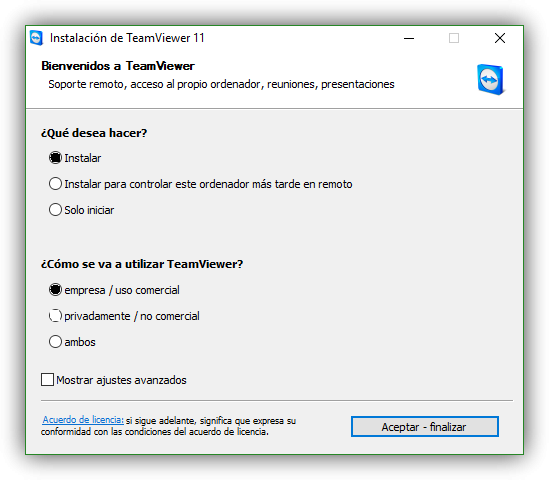 Instalación de TeamViewer 11
Bienvenidos a TeamViewer
Soporte remoto, acceso al propio ordenador, reuniones, presentaciones
¿Qué desea hacer?
Instalar
Instalar para controlar este ordenador más tarde en remoto
Solo iniciar
¿Cómo se va a utilizar TeamViewer?
empresa / uso comercial
privadamente / no comercial
ambos
Mostrar ajustes avanzados
Acuerdo de licencia: si sigue adelante, significa que expresa su
conformidad con las condiciones del acuerdo de licencia.
Aceptar - finalizar